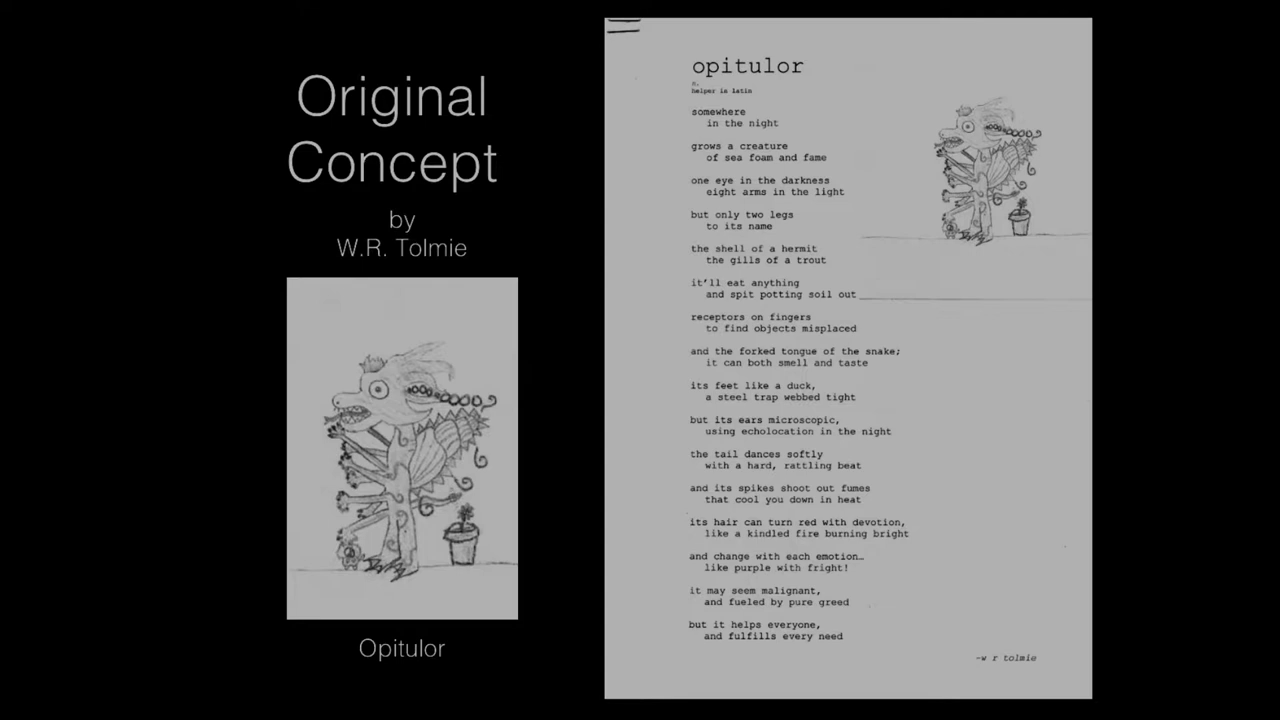 Original
Concept
by
W.R. Tolmie
Opitulor
opitulor
n.
helper in latin
somewhere
in the night
grows a creature
of sea foam and fame
one eye in the darkness
eight arms in the light
but only two legs
to its name
the shell of a hermit
the gills of a trout
it'll eat anything
and spit potting soil out
receptors on fingers
to find objects misplaced
and the forked tongue of the snake;
it can both smell and taste
its feet like a duck,
a steel trap webbed tight
but its ears microscopic,
using echolocation in the night
the tail dances softly
with a hard, rattling beat
and its spikes shoot out fumes
that cool you down in heat
its hair can turn red with devotion,
like a kindled fire burning bright
and change with each emotion…
like purple with fright!
it may seem malignant,
and fueled by pure greed
but it helps everyone,
and fulfills every need
-w r tolmie